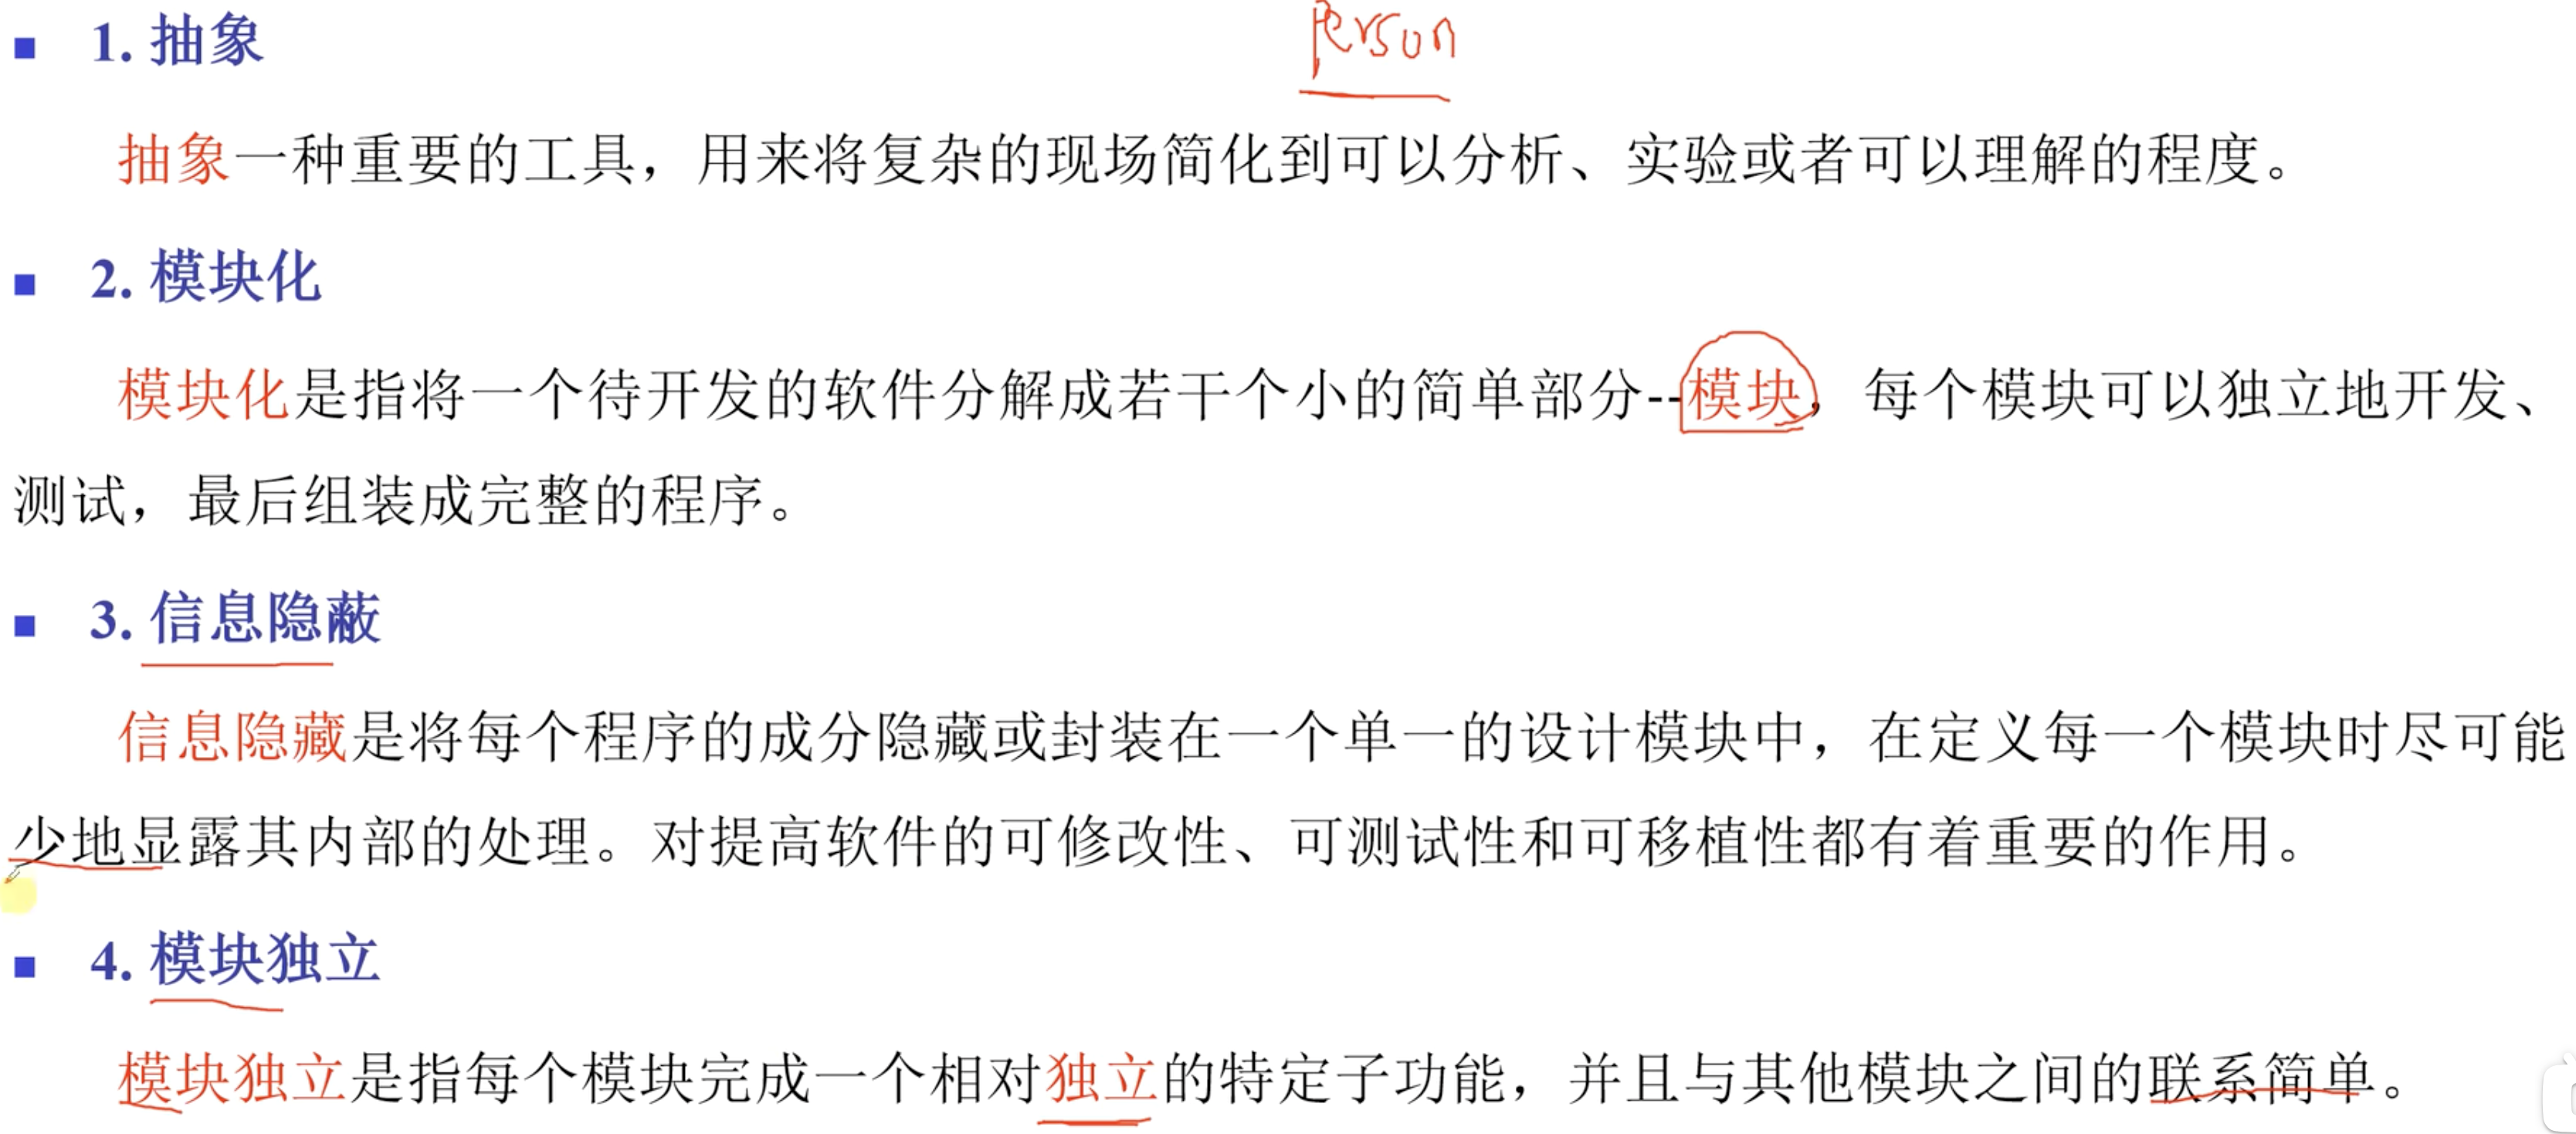 Person
1. 抽象
抽象一种重要的工具，用来将复杂的现场简化到可以分析、实验或者可以理解的程度。
2. 模块化
模块化是指将一个待开发的软件分解成若干个小的简单部分--模块，每个模块可以独立地开发、
测试，最后组装成完整的程序。
3. 信息隐蔽
信息隐藏是将每个程序的成分隐藏或封装在一个单一的设计模块中，在定义每一个模块时尽可能
少地显露其内部的处理。对提高软件的可修改性、可测试性和可移植性都有着重要的作用。
4. 模块独立
模块独立是指每个模块完成一个相对独立的特定子功能，并且与其他模块之间的联系简单。